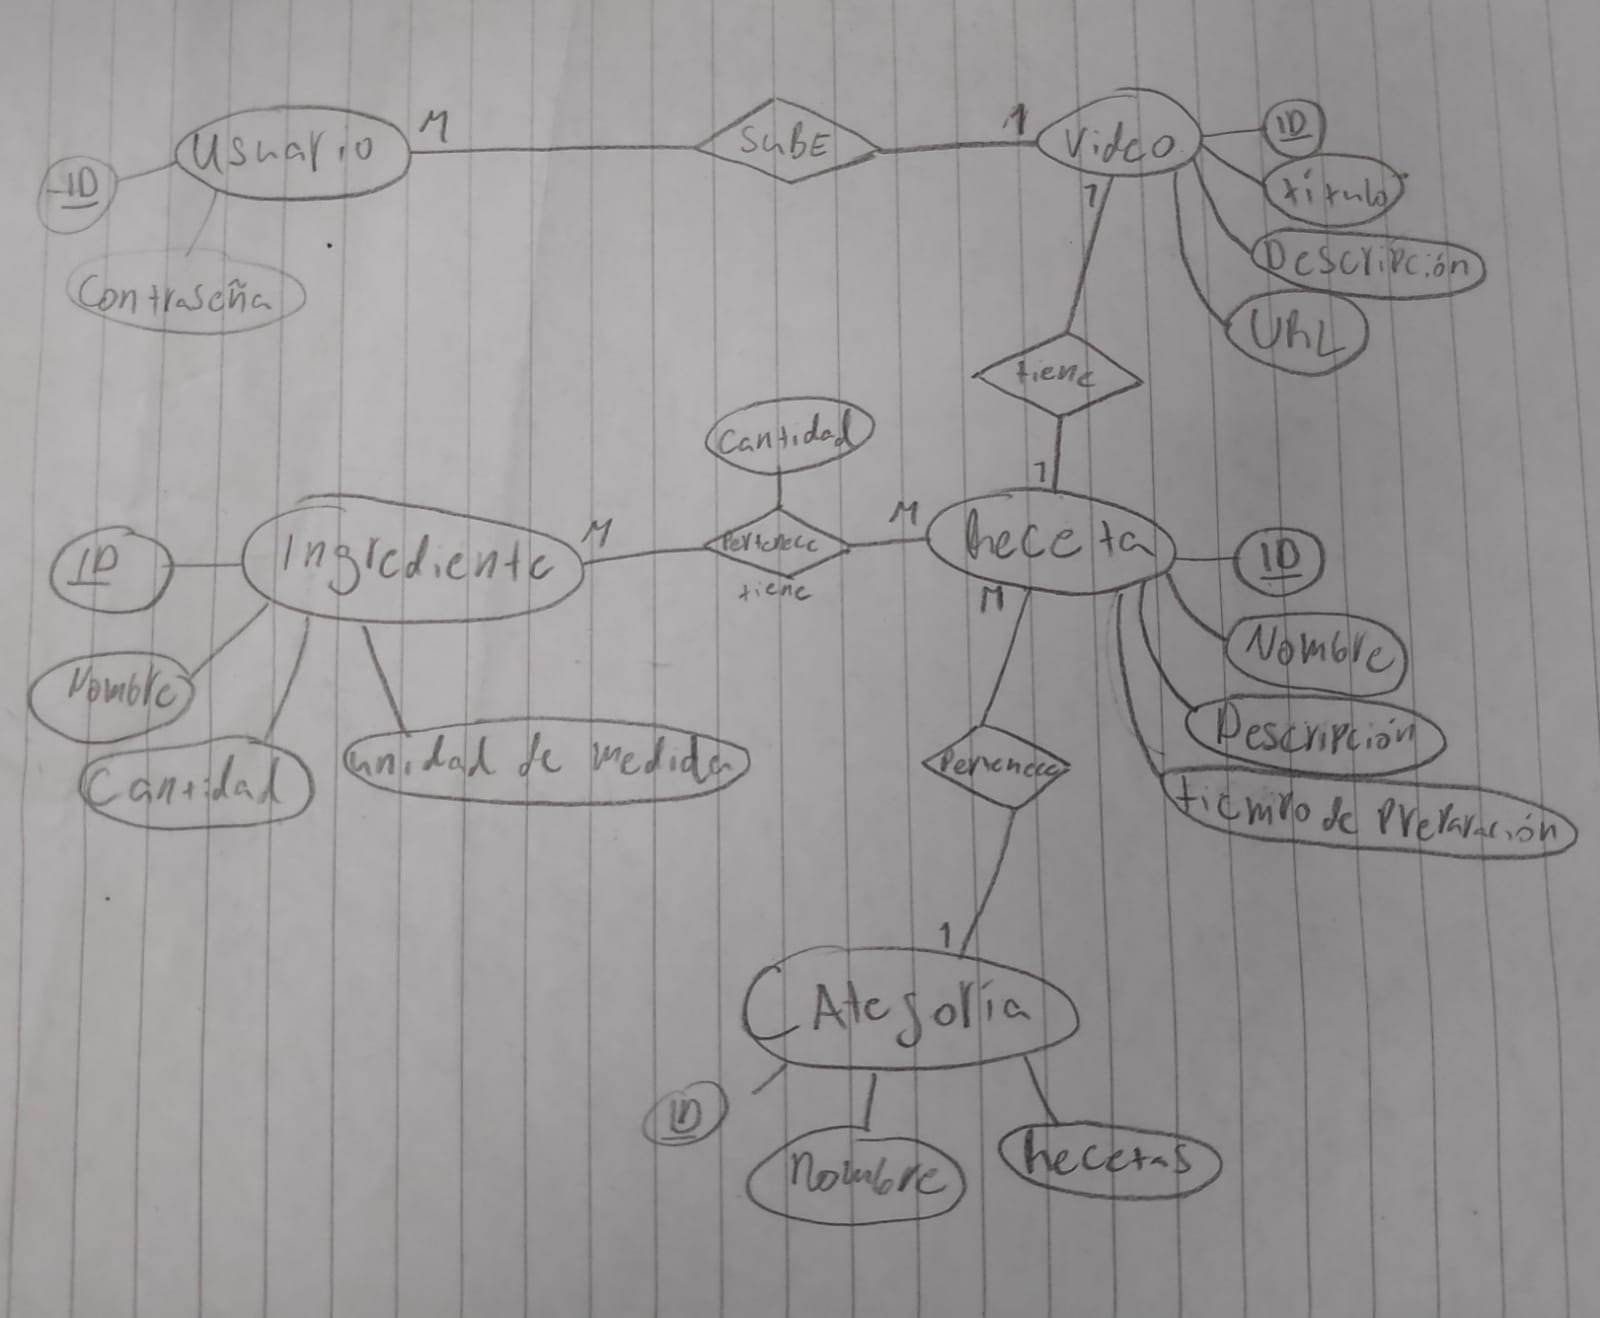 Usuario
M
SuBE
1
Video
ID
ID
título
Descripción
URL
Contraseña
1
tiene
1
Cantidad
Ingrediente
M
Pertenece
tiene
M
Receta
ID
ID
Nombre
Cantidad
unidad de medida
M
Nombre
Descripción
tiempo de Preparación
Pertenece
1
CAtegoría
ID
Nombre
Recetas